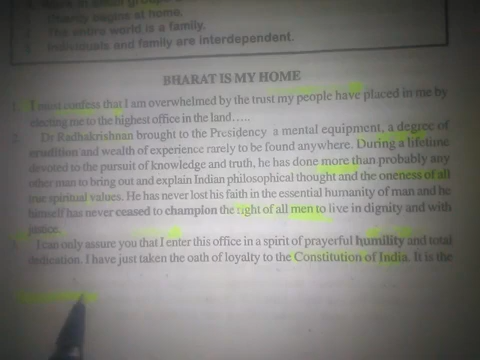 Charity begins at home.
The entire world is a family.
Individuals and family are interdependent.
BHARAT IS MY HOME
1. I must confess that I am overwhelmed by the trust my people have placed in me by
electing me to the highest office in the land.....
2. Dr Radhakrishnan brought to the Presidency a mental equipment, a degree of
erudition and wealth of experience rarely to be found anywhere. During a lifetime
devoted to the pursuit of knowledge and truth, he has done more than probably any
other man to bring out and explain Indian philosophical thought and the oneness of all
true spiritual values. He has never lost his faith in the essential humanity of man and he
himself has never ceased to champion the right of all men to live in dignity and with
justice.
I can only assure you that I enter this office in a spirit of prayerful humility and total
dedication. I have just taken the oath of loyalty to the Constitution of India. It is the